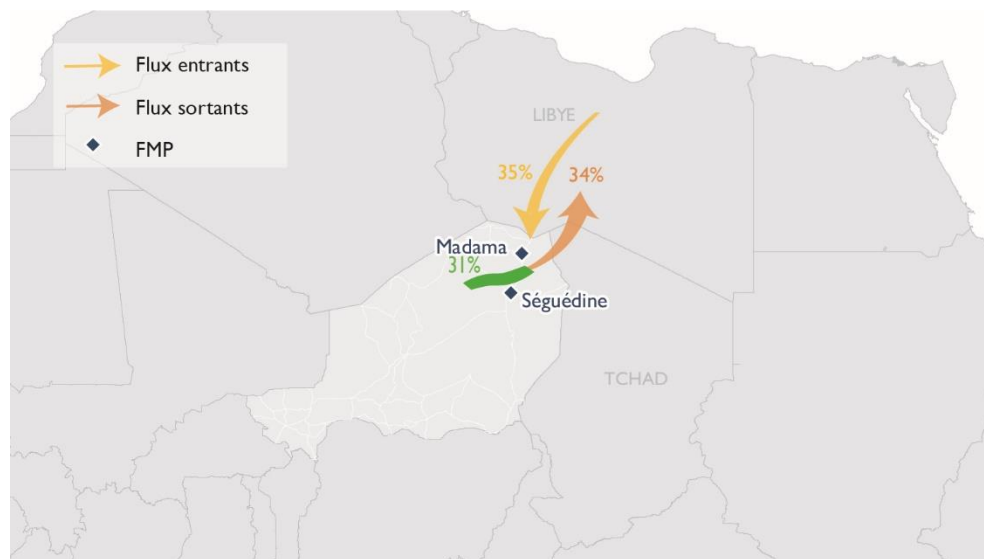 Flux entrants
Flux sortants
FMP
LIBYE
35%
34%
Madama
31%
Séguédine
TCHAD